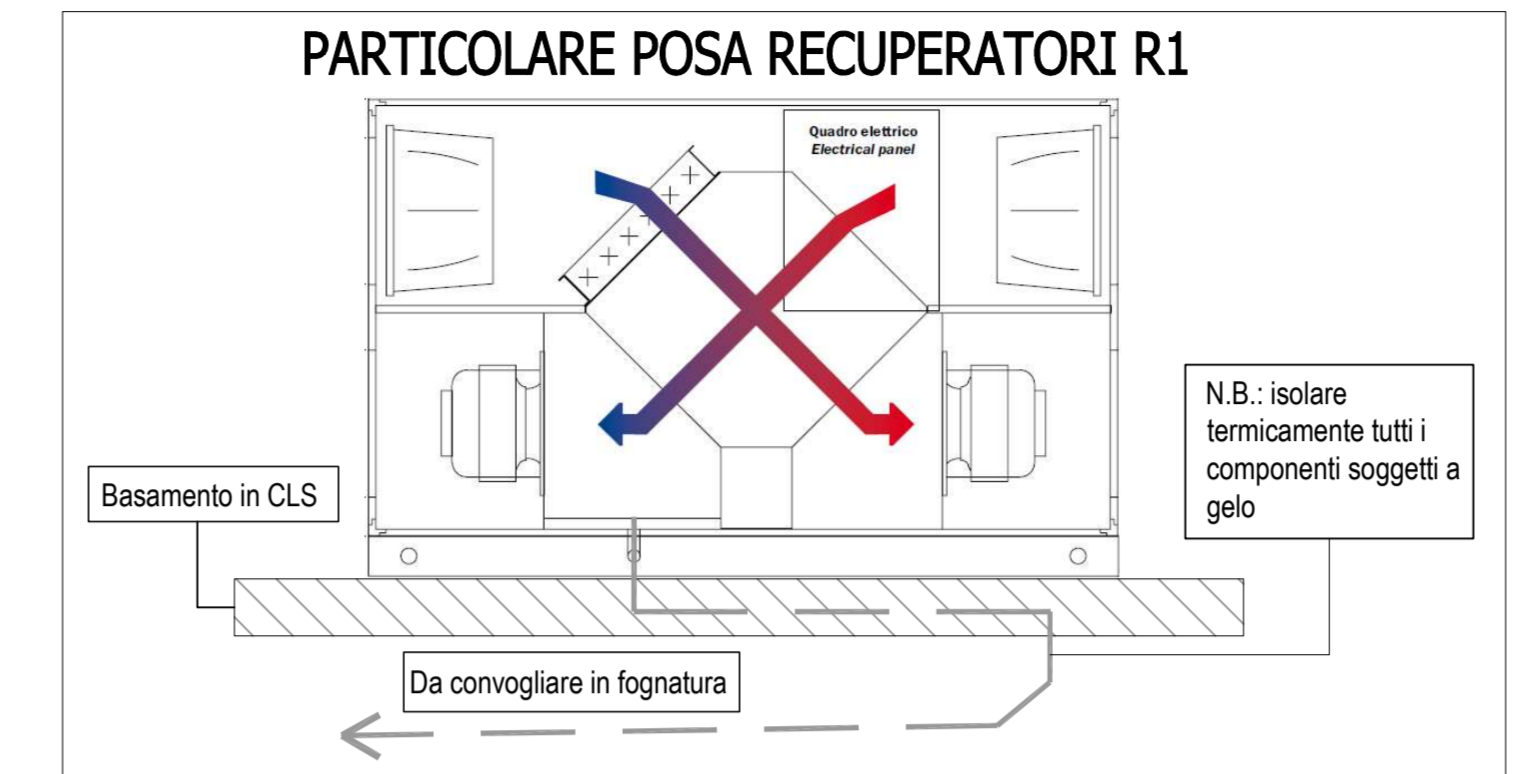 PARTICOLARE POSA RECUPERATORI R1
Quadro elettrico
Electrical panel
N.B.: isolare
termicamente tutti i
componenti soggetti a
gelo
Basamento in CLS
Da convogliare in fognatura